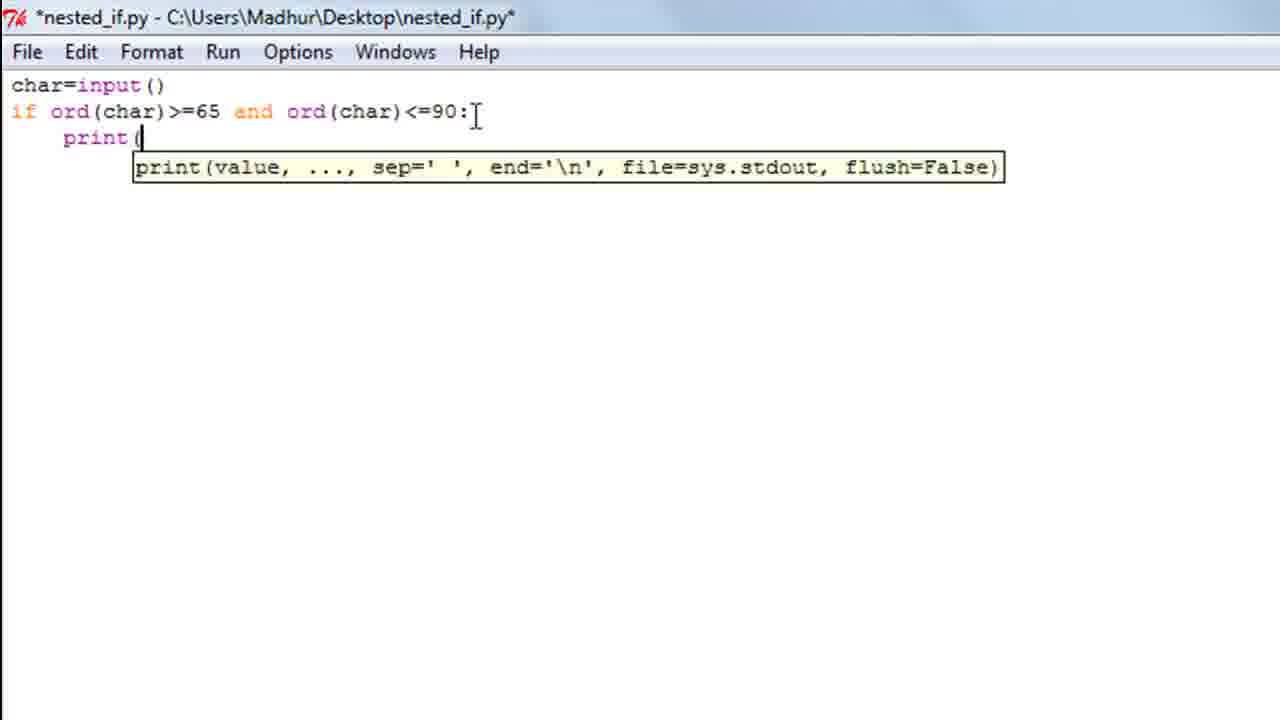 *nested_if.py - C:\Users\Madhur\Desktop\nested_if.py*
File Edit Format Run Options Windows Help
char=input()
if ord(char)>=65 and ord(char)<=90:
    print(
print(value, ..., sep=' ', end='\n', file=sys.stdout, flush=False)